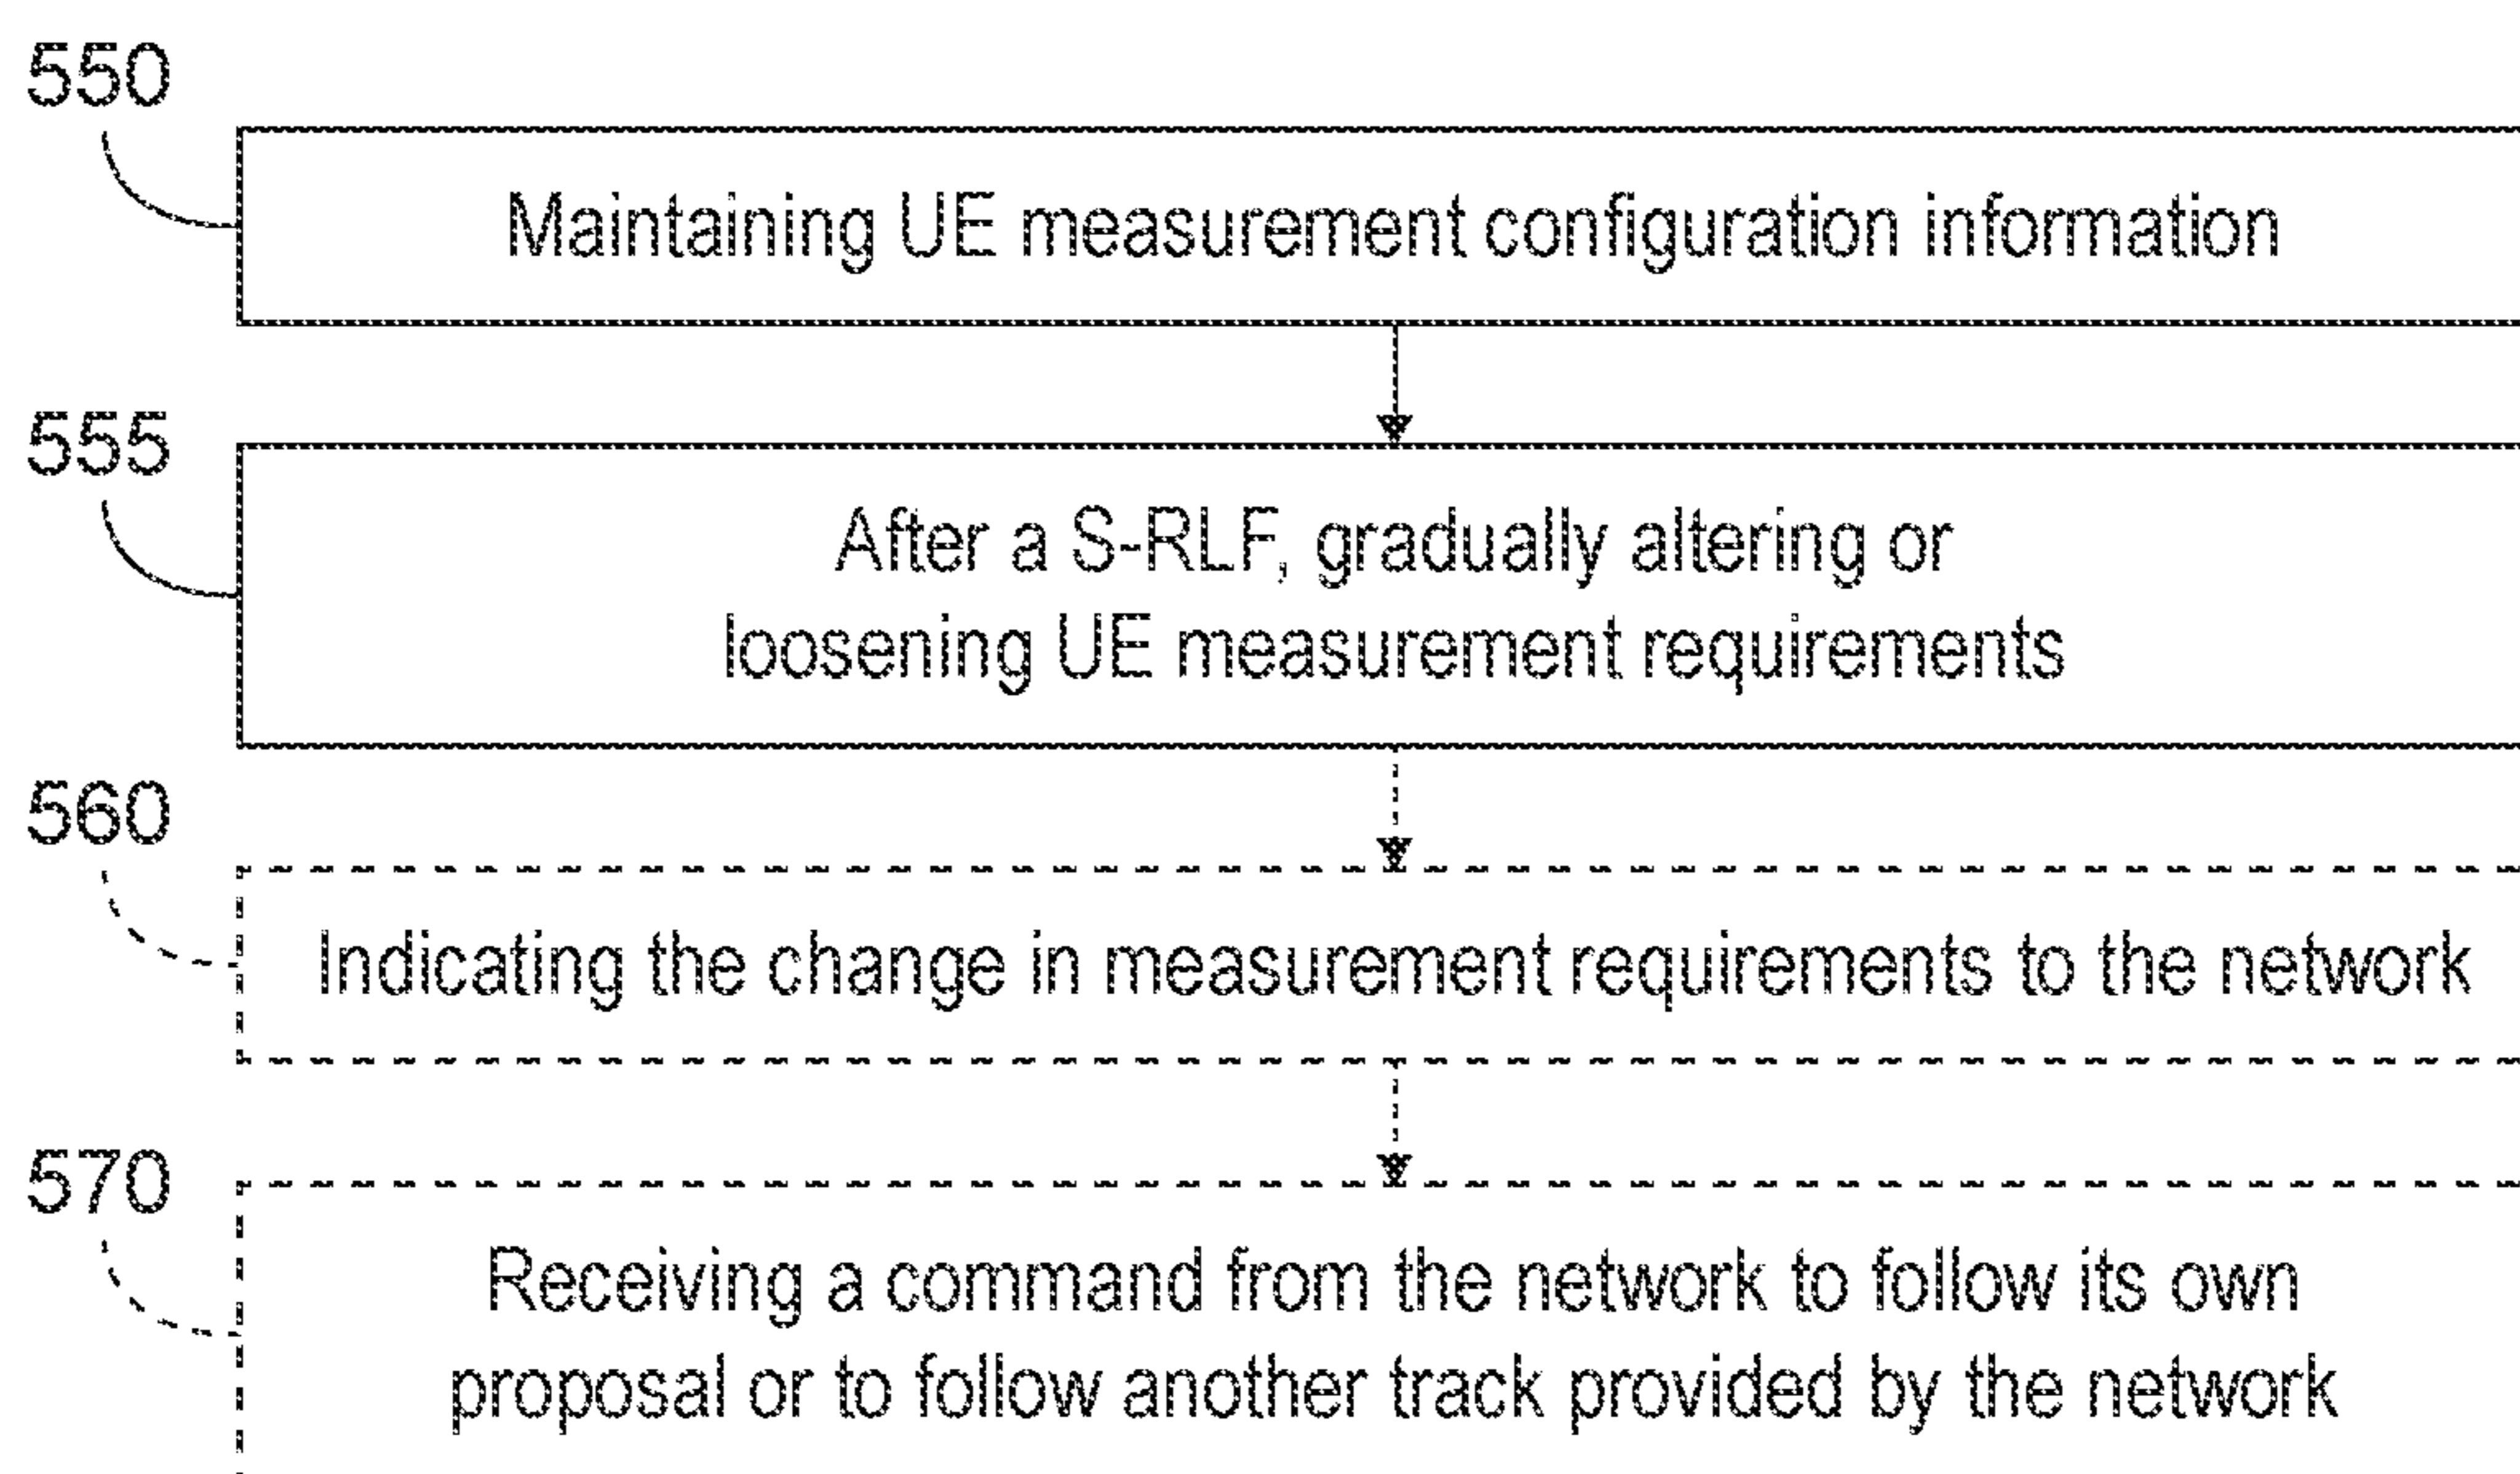 550
Maintaining UE measurement configuration information
555
After a S-RLF, gradually altering or
loosening UE measurement requirements
560
Indicating the change in measurement requirements to the network
570
Receiving a command from the network to follow its own
proposal or to follow another track provided by the network